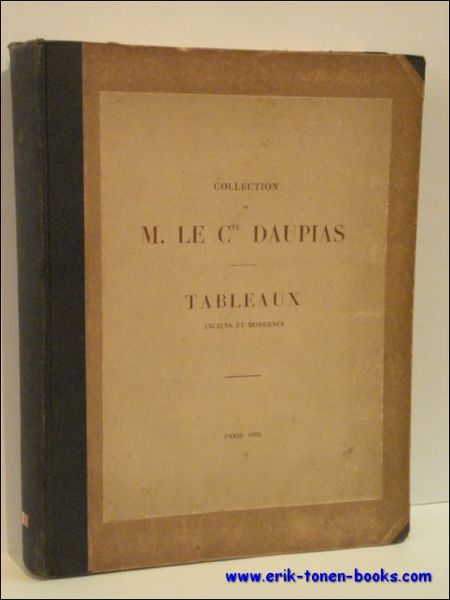 COLLECTION
DE
M. LE Cᵀᴱ DAUPIAS
TABLEAUX
ANCIENS ET MODERNES
PARIS 1892
www.erik-tonen-books.com